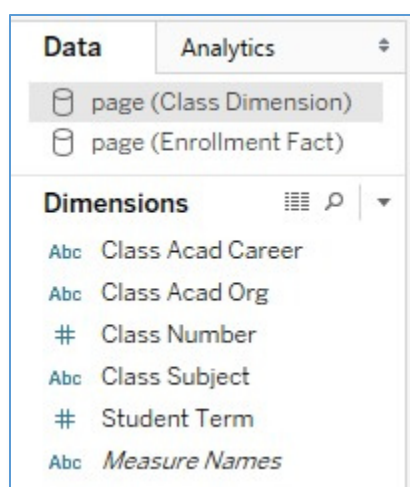 Data Analytics
page (Class Dimension)
page (Enrollment Fact)
Dimensions
Abc Class Acad Career
Abc Class Acad Org
# Class Number
Abc Class Subject
# Student Term
Abc Measure Names